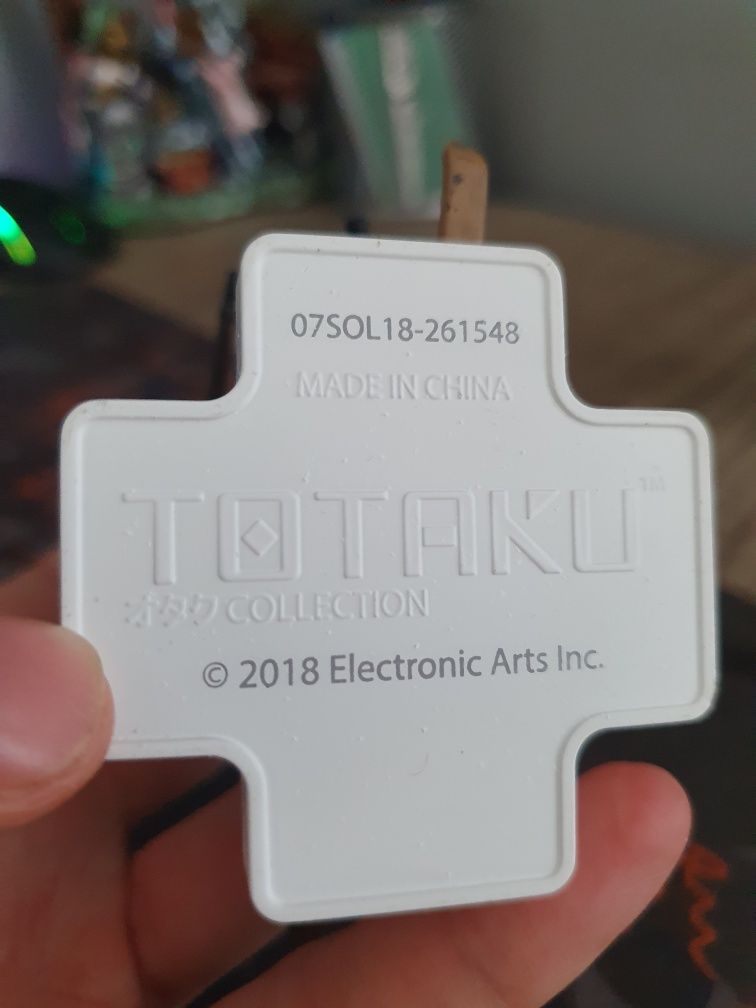 07SOL18-261548
MADE IN CHINA
TOTAKU™
オタク COLLECTION
© 2018 Electronic Arts Inc.